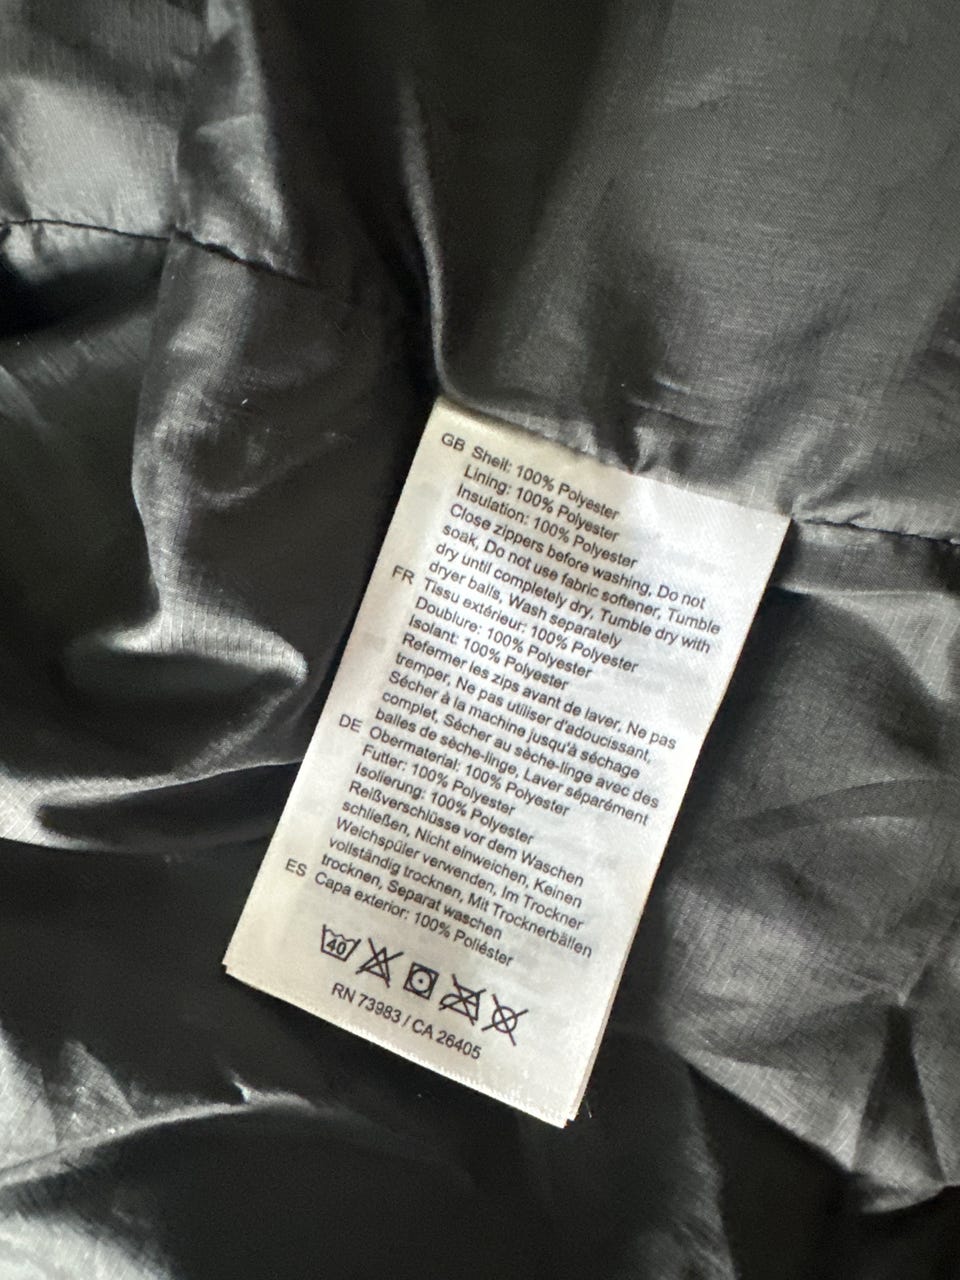 GB Shell: 100% Polyester
Lining: 100% Polyester
Insulation: 100% Polyester
Close zippers before washing, Do not
soak, Do not use fabric softener, Tumble
dry until completely dry, Tumble dry with
dryer balls, Wash separately
FR Tissu extérieur: 100% Polyester
Doublure: 100% Polyester
Isolant: 100% Polyester
Refermer les zips avant de laver, Ne pas
tremper, Ne pas utiliser d'adoucissant,
Sécher à la machine jusqu'à séchage
complet, Sécher au sèche-linge avec des
balles de sèche-linge, Laver séparément
DE Obermaterial: 100% Polyester
Futter: 100% Polyester
Isolierung: 100% Polyester
Reißverschlüsse vor dem Waschen
schließen, Nicht einweichen, Keinen
Weichspüler verwenden, Im Trockner
vollständig trocknen, Mit Trocknerbällen
trocknen, Separat waschen
ES Capa exterior: 100% Poliéster
40
RN 73983 / CA 26405